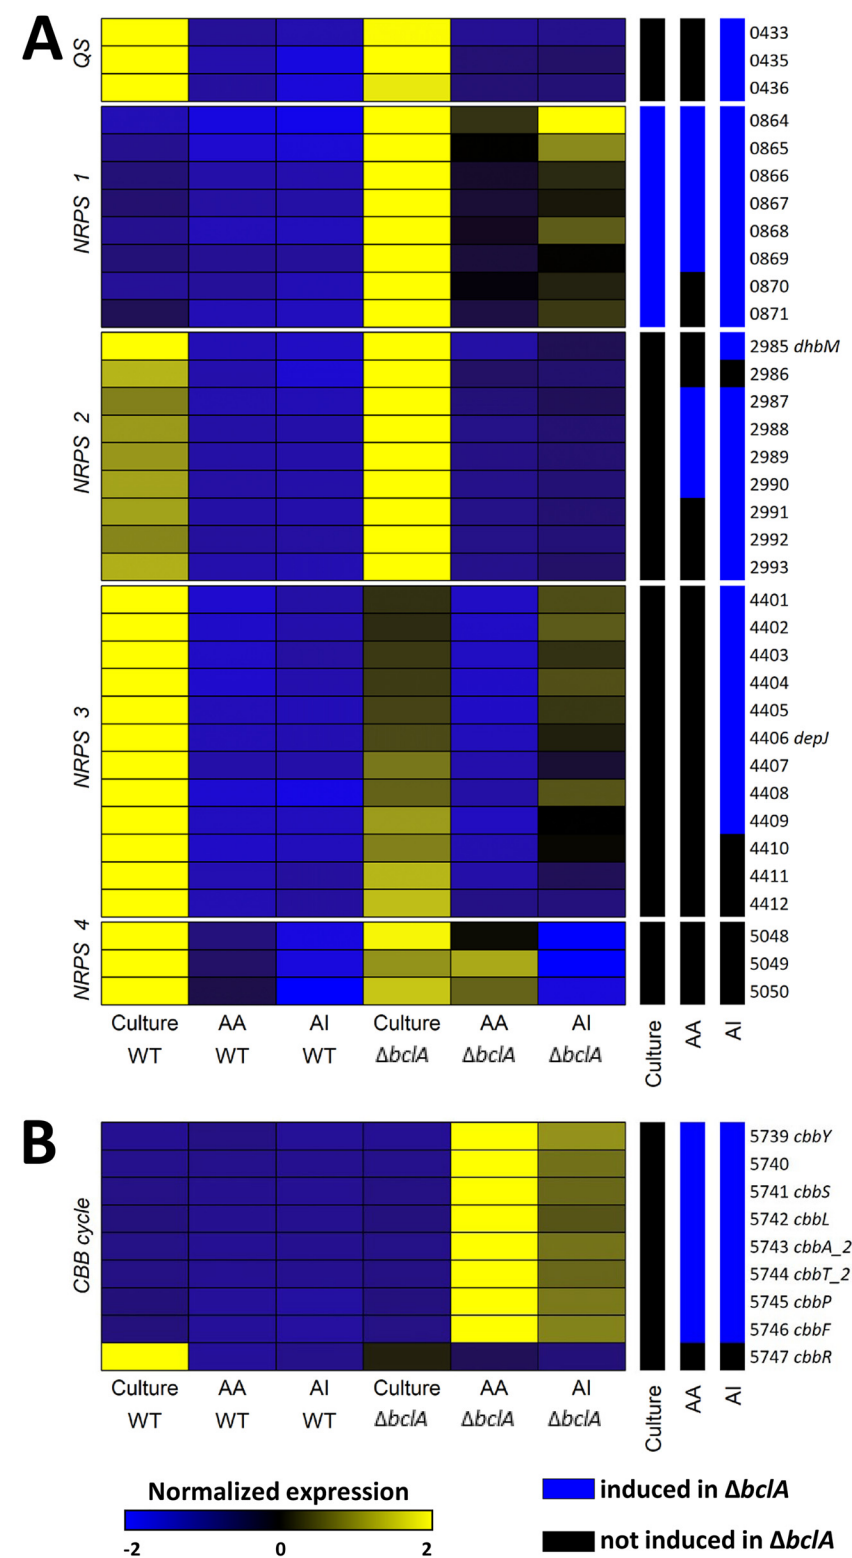 A
QS
0433
0435
0436
NRPS 1
0864
0865
0866
0867
0868
0869
0870
0871
NRPS 2
2985 dhbM
2986
2987
2988
2989
2990
2991
2992
2993
NRPS 3
4401
4402
4403
4404
4405
4406 depJ
4407
4408
4409
4410
4411
4412
NRPS 4
5048
5049
5050
Culture AA AI Culture AA AI
WT WT WT ΔbclA ΔbclA ΔbclA
Culture
AA
AI
B
CBB cycle
5739 cbbY
5740
5741 cbbS
5742 cbbL
5743 cbbA_2
5744 cbbT_2
5745 cbbP
5746 cbbF
5747 cbbR
Culture AA AI Culture AA AI
WT WT WT ΔbclA ΔbclA ΔbclA
Culture
AA
AI
Normalized expression
-2 0 2
induced in ΔbclA
not induced in ΔbclA